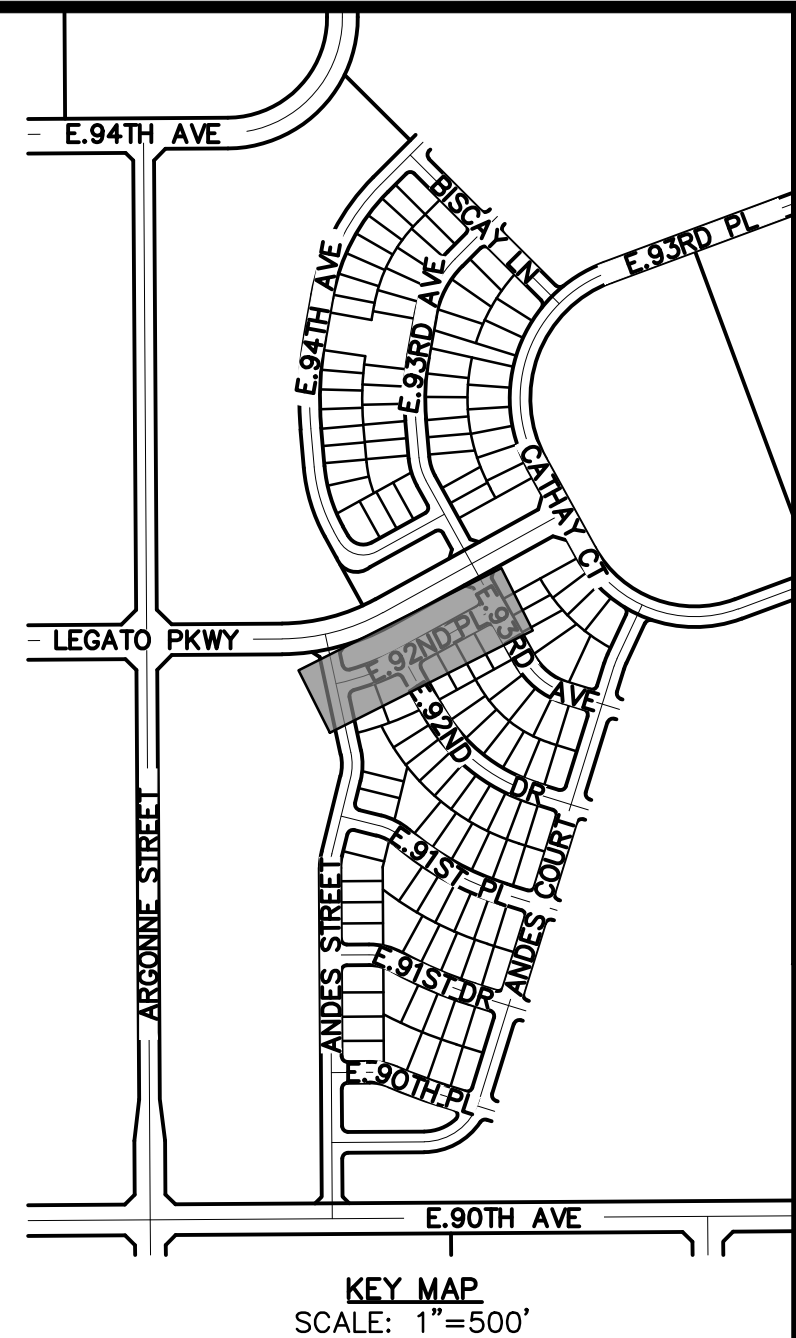 E.94TH AVE
BISCAY LN
E.93RD PL
E.94TH AVE
E.93RD AVE
CATHAY CT
LEGATO PKWY
E.92ND PL
E.93RD AVE
E.92ND DR
ARGONNE STREET
ANDES STREET
E.91ST PL
ANDES COURT
E.91ST DR
E. 90TH PL
E.90TH AVE
KEY MAP
SCALE: 1"=500'